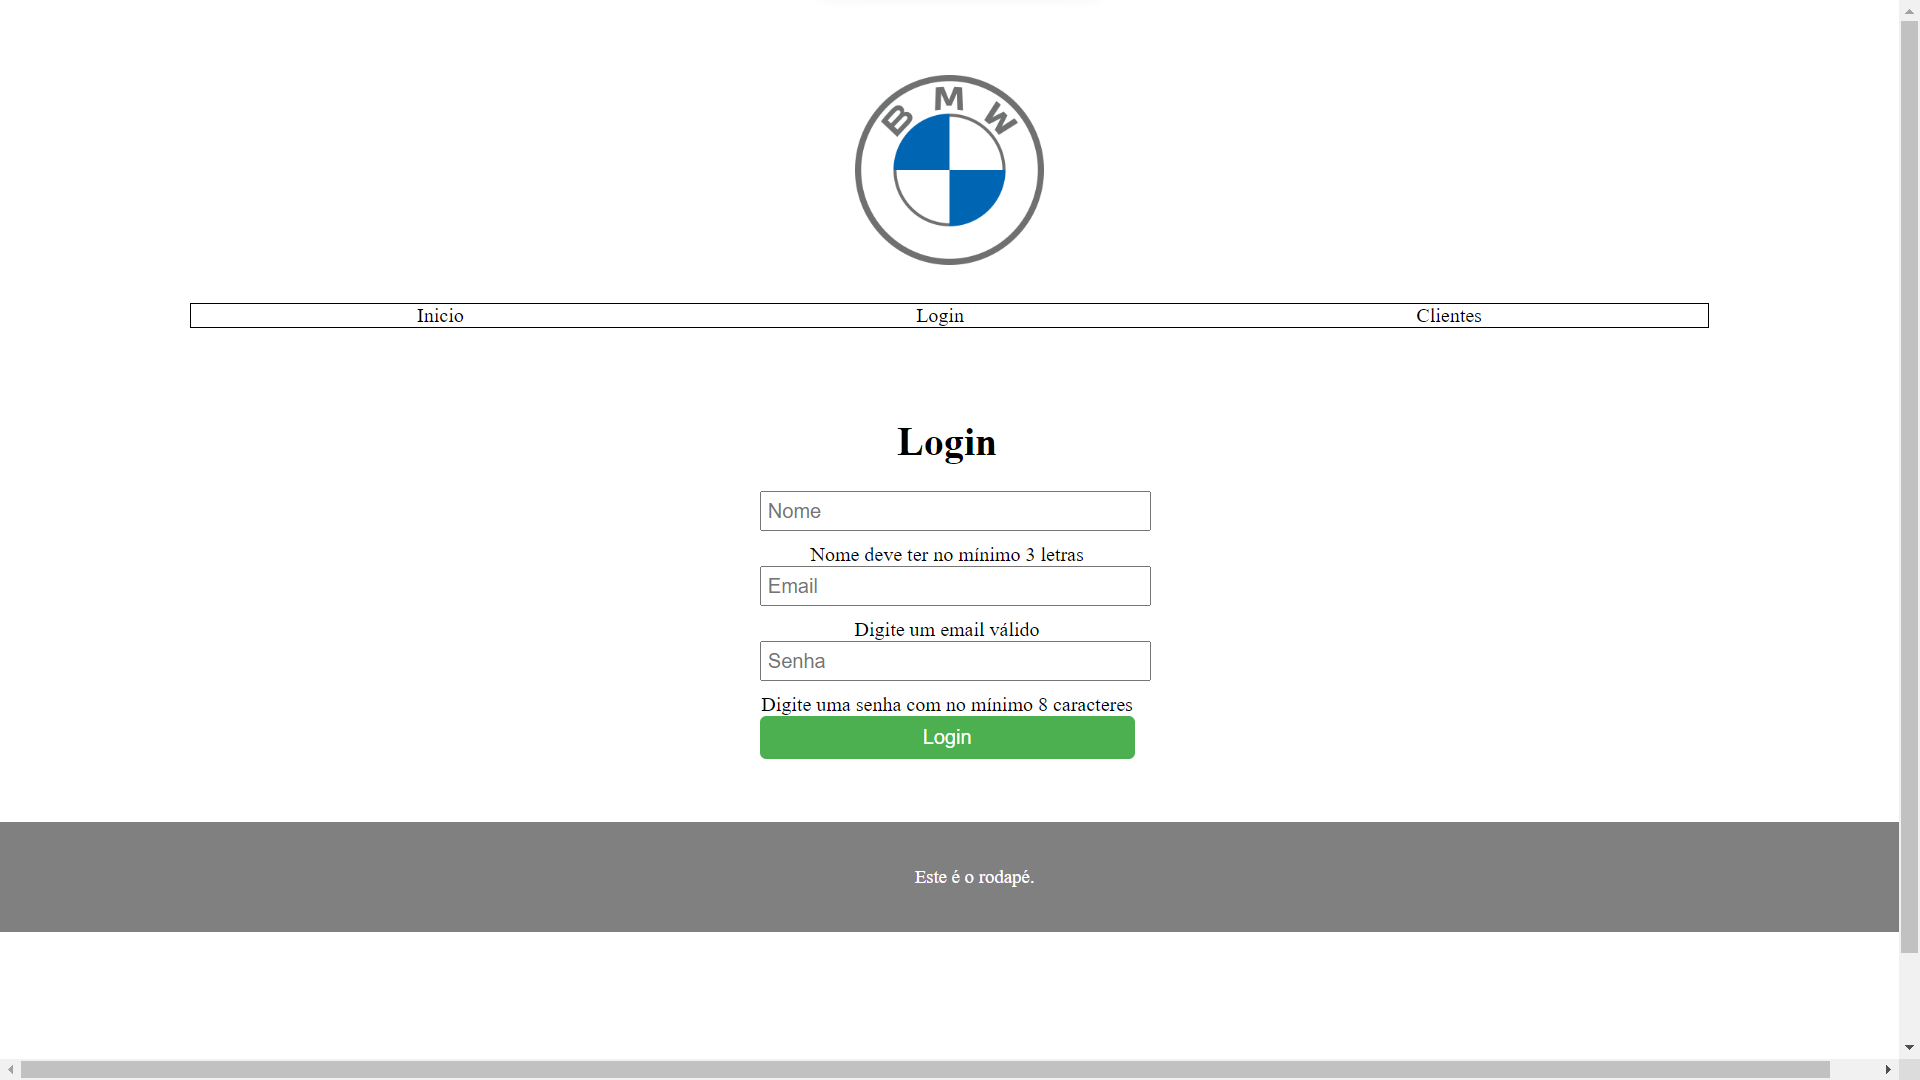 BMW
Inicio Login Clientes
Login
Nome
Nome deve ter no mínimo 3 letras
Email
Digite um email válido
Senha
Digite uma senha com no mínimo 8 caracteres
Login
Este é o rodapé.